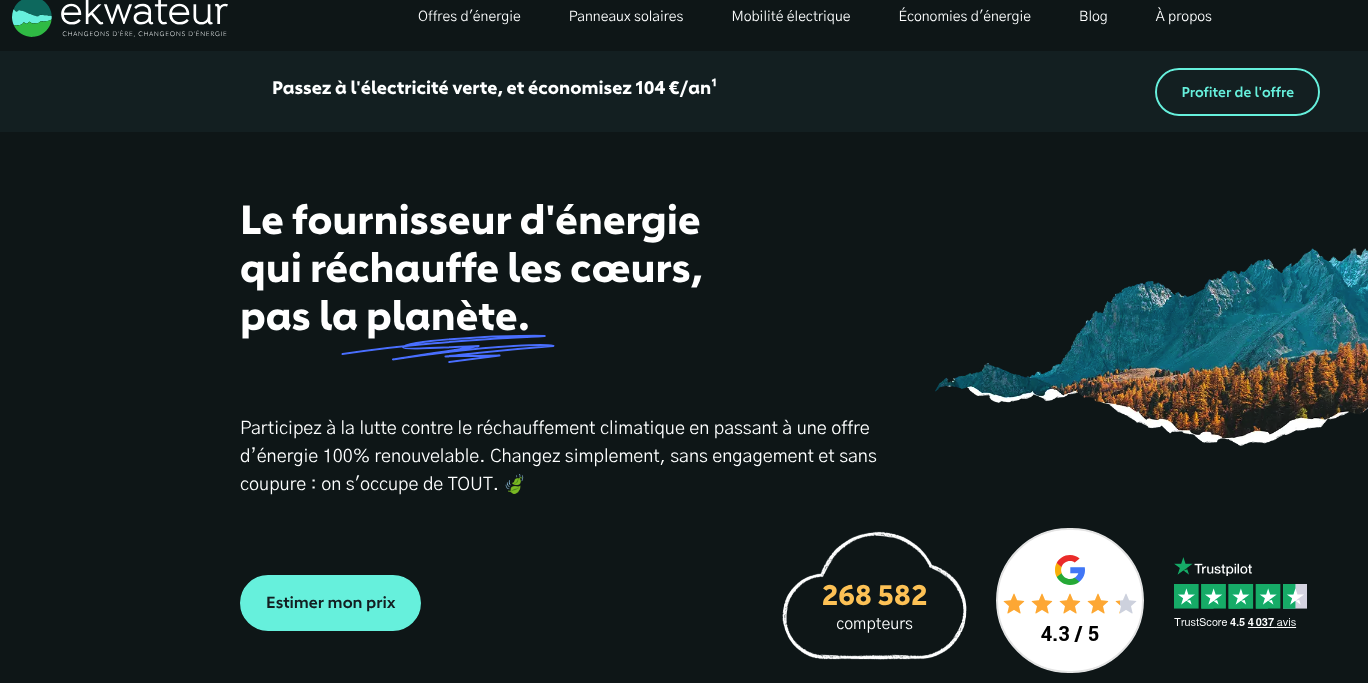 ekwateur
CHANGEONS D'ÈRE, CHANGEONS D'ÉNERGIE
Offres d'énergie
Panneaux solaires
Mobilité électrique
Économies d'énergie
Blog
À propos
Passez à l'électricité verte, et économisez 104 €/an¹
Profiter de l'offre
Le fournisseur d'énergie
qui réchauffe les cœurs,
pas la planète.
Participez à la lutte contre le réchauffement climatique en passant à une offre
d’énergie 100% renouvelable. Changez simplement, sans engagement et sans
coupure : on s’occupe de TOUT.
Estimer mon prix
268 582
compteurs
G
4.3 / 5
Trustpilot
TrustScore 4.5 4 037 avis